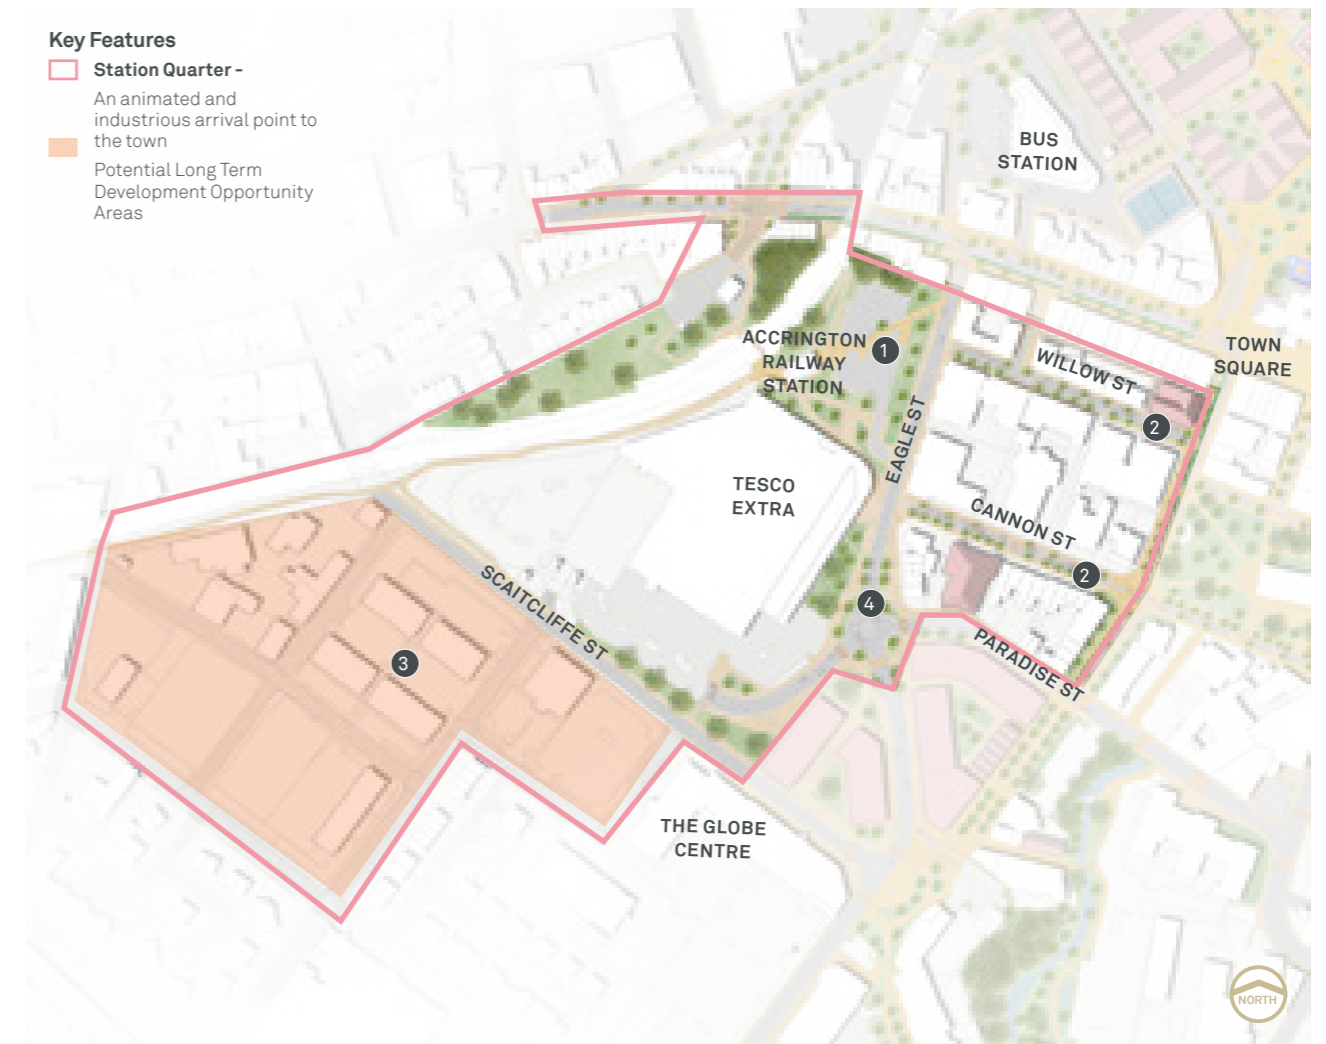 Key Features
Station Quarter -
An animated and
industrious arrival point to
the town
Potential Long Term
Development Opportunity
Areas
BUS
STATION
TOWN
SQUARE
ACCRINGTON
RAILWAY
STATION
1
WILLOW ST
2
EAGLE ST
TESCO
EXTRA
CANNON ST
2
SCAITCLIFFE ST
4
PARADISE ST
3
THE GLOBE
CENTRE
NORTH